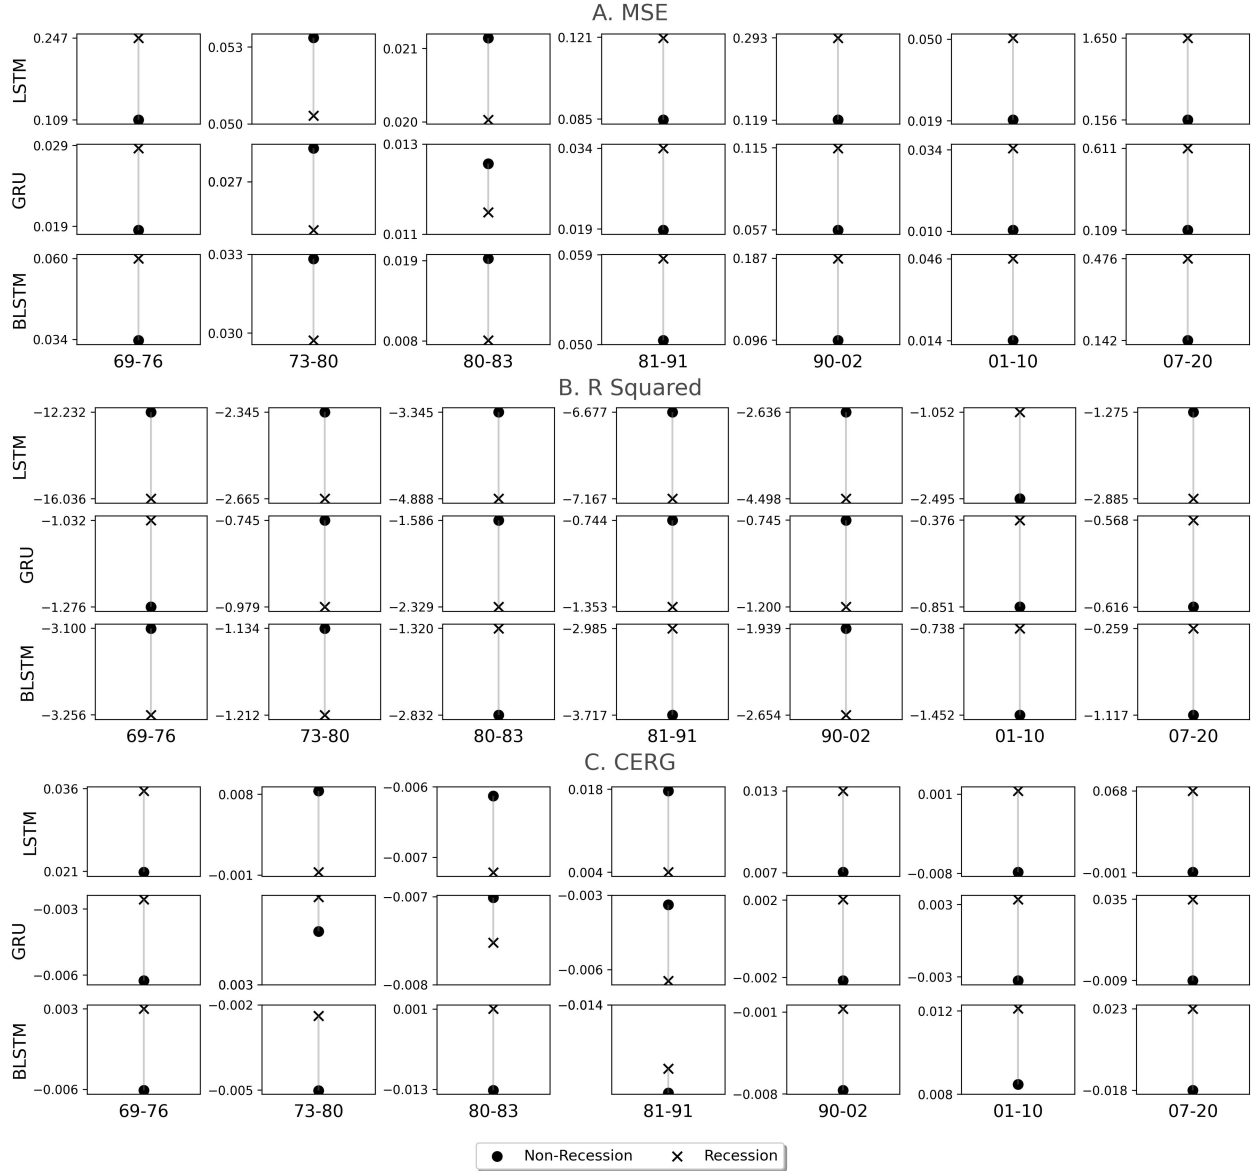 A. MSE
LSTM
0.247 0.053 0.021 0.121 0.293 0.050 1.650
0.109 0.050 0.020 0.085 0.119 0.019 0.156
GRU
0.029 0.027 0.013 0.034 0.115 0.034 0.611
0.019 0.011 0.019 0.057 0.010 0.109
BLSTM
0.060 0.033 0.019 0.059 0.187 0.046 0.476
0.034 0.030 0.008 0.050 0.096 0.014 0.142
69-76 73-80 80-83 81-91 90-02 01-10 07-20
B. R Squared
LSTM
−12.232 −2.345 −3.345 −6.677 −2.636 −1.052 −1.275
−16.036 −2.665 −4.888 −7.167 −4.498 −2.495 −2.885
GRU
−1.032 −0.745 −1.586 −0.744 −0.745 −0.376 −0.568
−1.276 −0.979 −2.329 −1.353 −1.200 −0.851 −0.616
BLSTM
−3.100 −1.134 −1.320 −2.985 −1.939 −0.738 −0.259
−3.256 −1.212 −2.832 −3.717 −2.654 −1.452 −1.117
69-76 73-80 80-83 81-91 90-02 01-10 07-20
C. CERG
LSTM
0.036 0.008 −0.006 0.018 0.013 0.001 0.068
0.021 −0.001 −0.007 0.004 0.007 −0.008 −0.001
GRU
−0.003 −0.007 −0.003 0.002 0.003 0.035
−0.006 0.003 −0.008 −0.006 −0.002 −0.003 −0.009
BLSTM
0.003 −0.002 0.001 −0.014 −0.001 0.012 0.023
−0.006 −0.005 −0.013 −0.008 0.008 −0.018
69-76 73-80 80-83 81-91 90-02 01-10 07-20
Non-Recession Recession